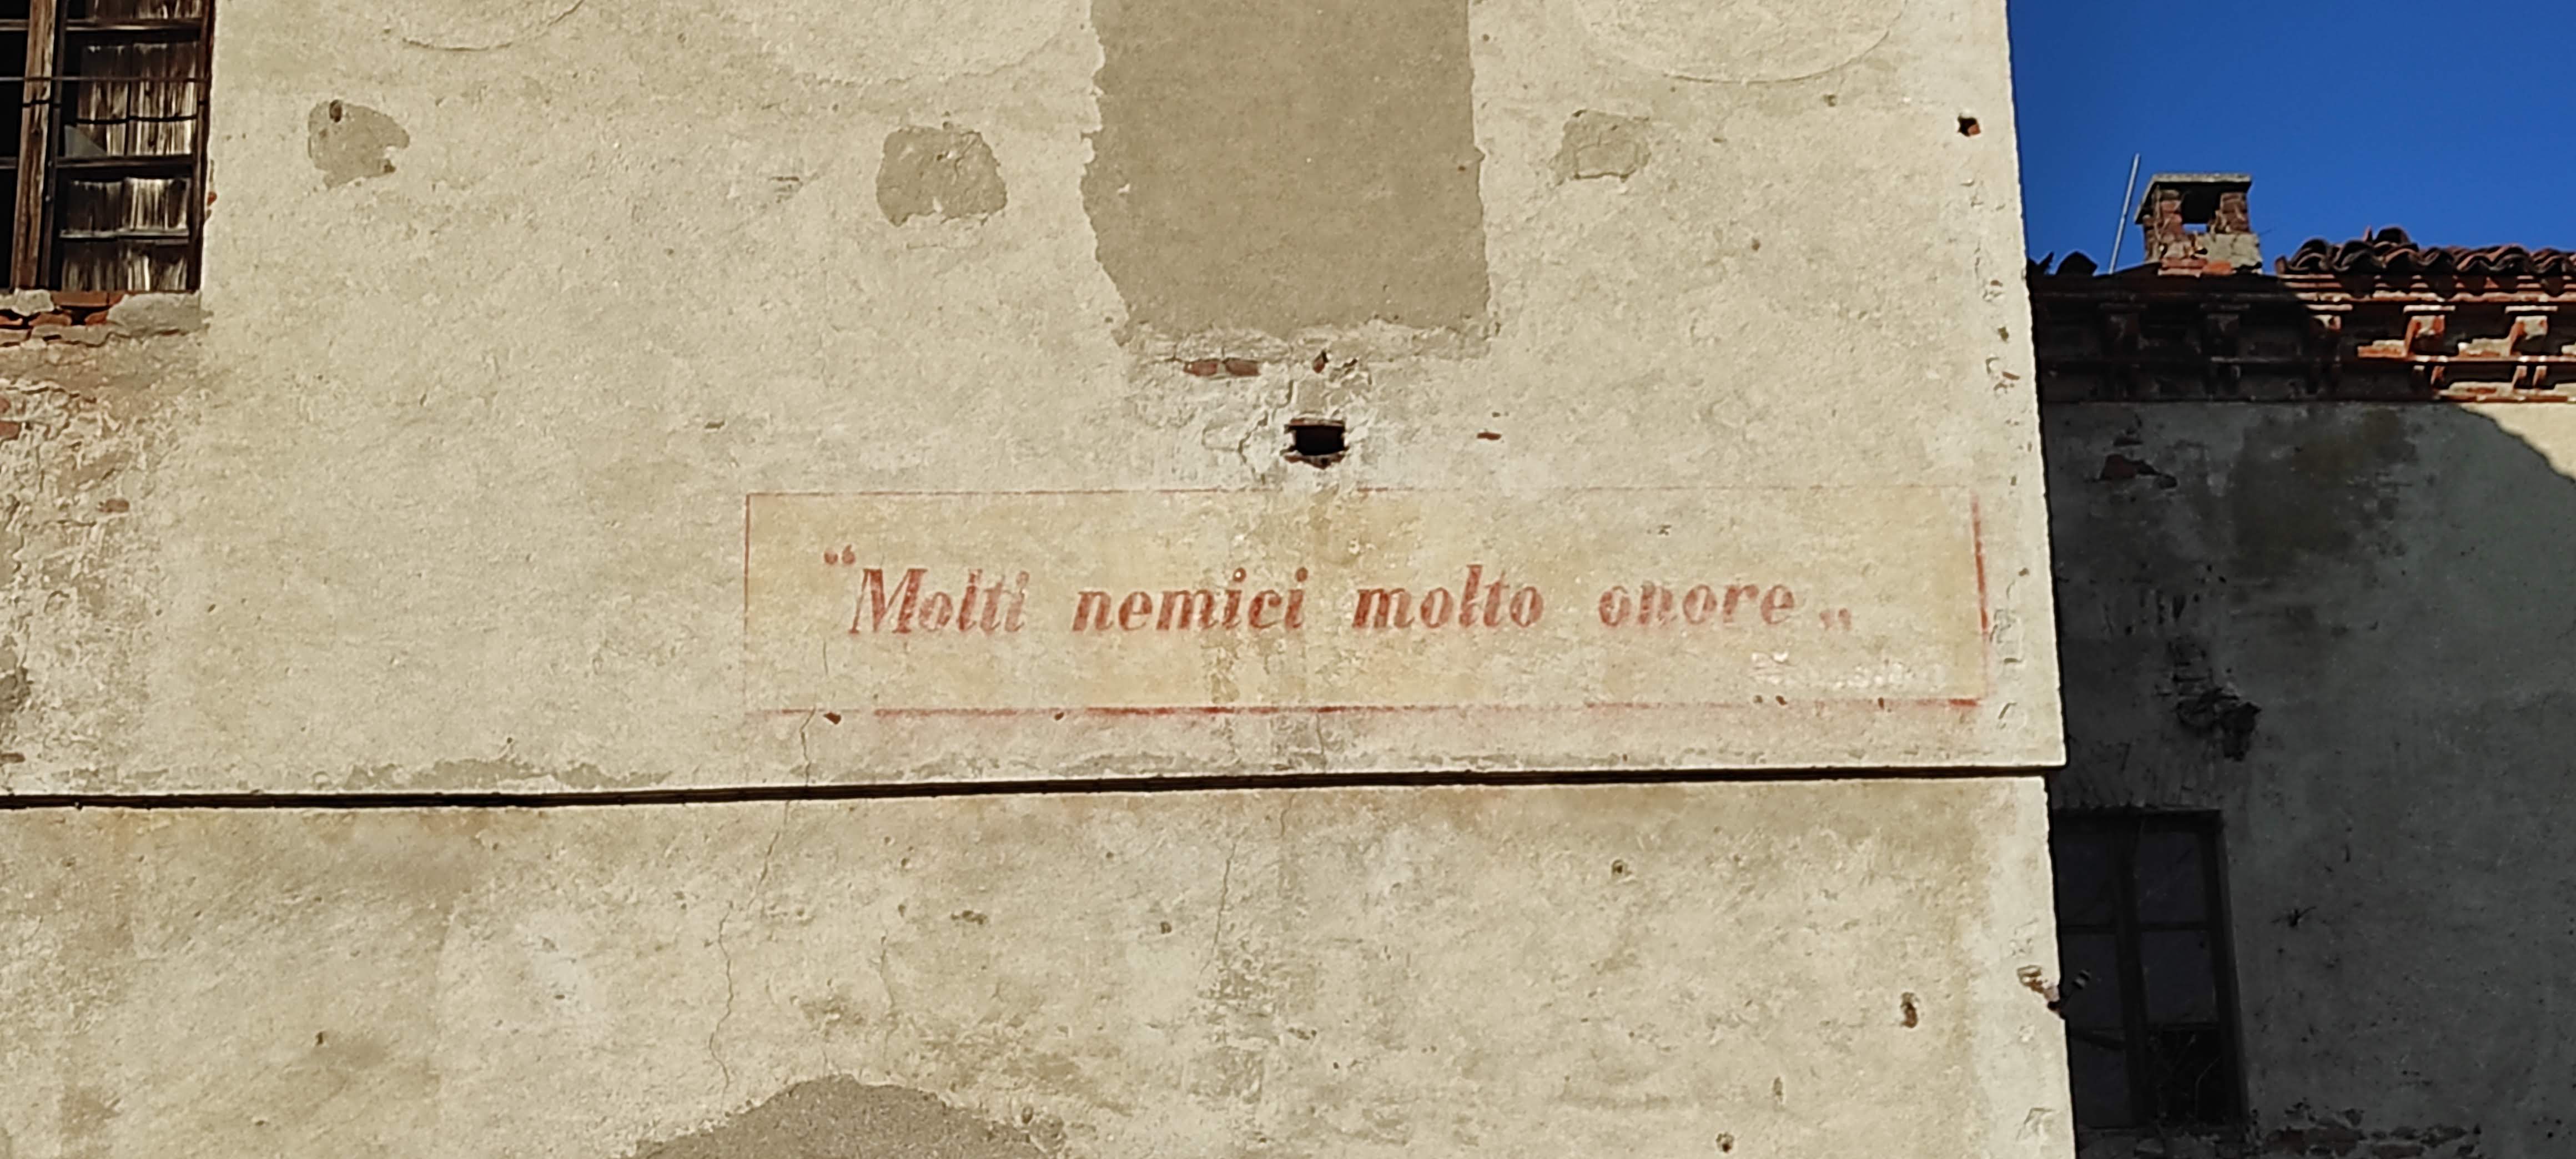 “Molti nemici molto onore„